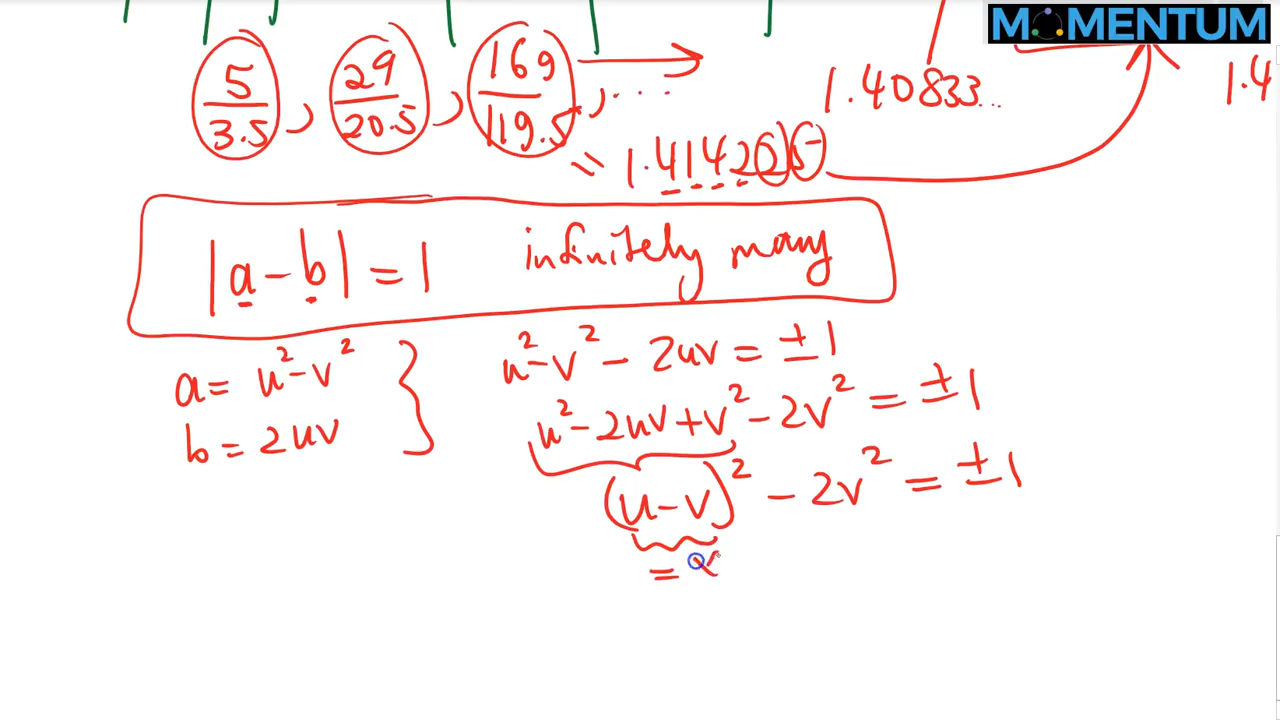 MOMENTUM
5/3.5, 29/20.5, 169/119.5, ....
1.40833...
1.4
= 1.4142025
|a-b| = 1 infinitely many
a = u²-v²
b = 2uv
u²-v² - 2uv = ±1
u² - 2uv + v² - 2v² = ±1
(u-v)² - 2v² = ±1
= x